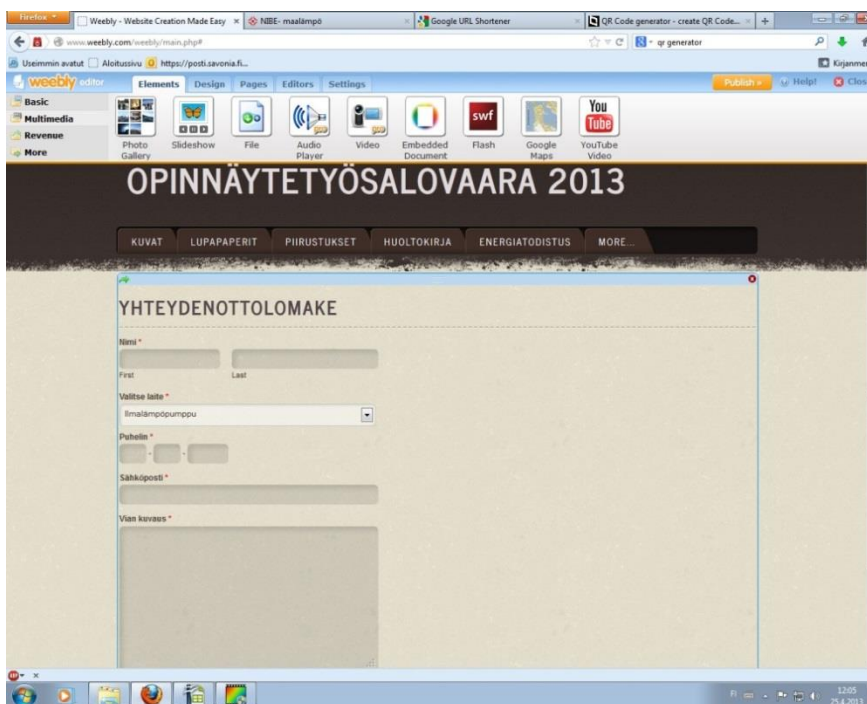 Firefox
Weebly - Website Creation Made Easy × NIBE- maalämpö × Google URL Shortener × QR Code generator - create QR Code... × +
www.weebly.com/weebly/main.php# qr generator
Useimmin avatut Aloitussivu https://posti.savonia.fi... Kirjanmer
weebly editor Elements Design Pages Editors Settings Publish » Help! Clos
Basic
Multimedia
Revenue
More
swf You Tube
Photo Gallery Slideshow File Audio Player Video Embedded Document Flash Google Maps YouTube Video
OPINNÄYTETYÖSALOVAARA 2013
KUVAT LUPAPAPERIT PIIRUSTUKSET HUOLTOKIRJA ENERGIATODISTUS MORE...
YHTEYDENOTTOLOMAKE
Nimi *
First Last
Valitse laite *
Ilmalämpöpumppu
Puhelin *
- -
Sähköposti *
Vian kuvaus *
FI 12:05
25.4.2013